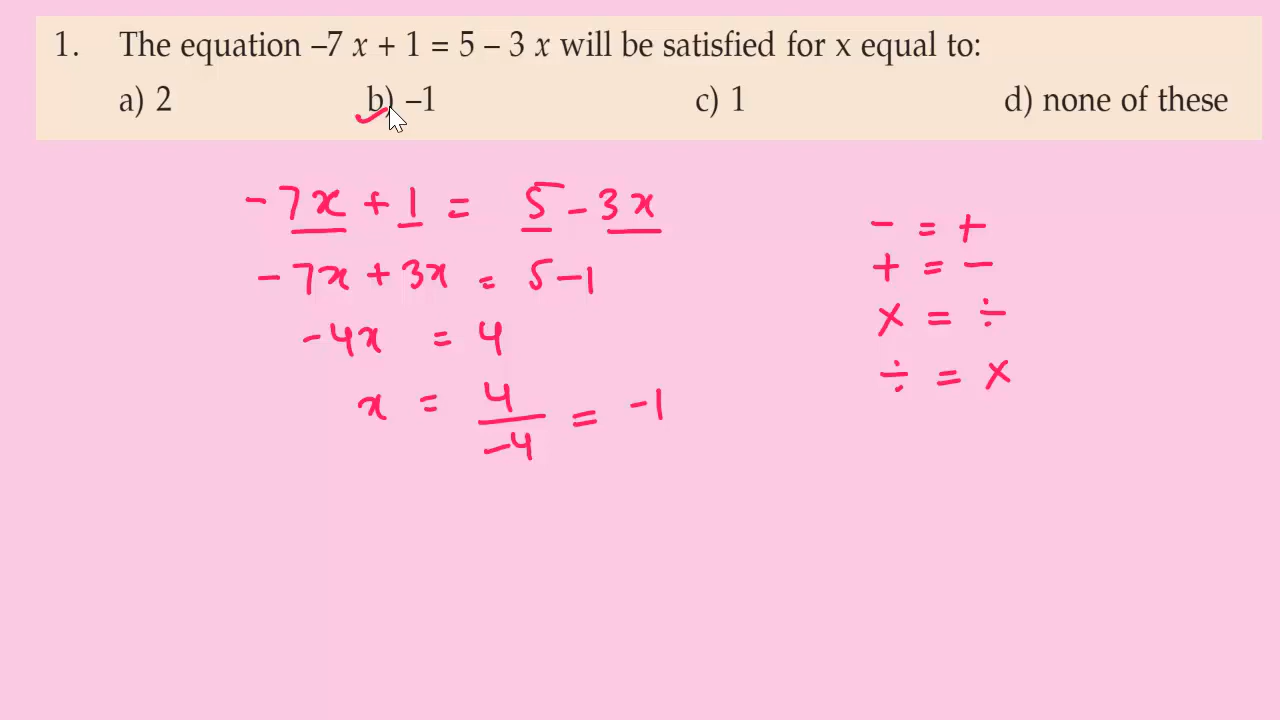 1. The equation –7 x + 1 = 5 – 3 x will be satisfied for x equal to:
a) 2 b) –1 c) 1 d) none of these
-7x + 1 = 5 - 3x
-7x + 3x = 5 - 1
-4x = 4
x = 4/-4 = -1
- = +
+ = -
× = ÷
÷ = ×